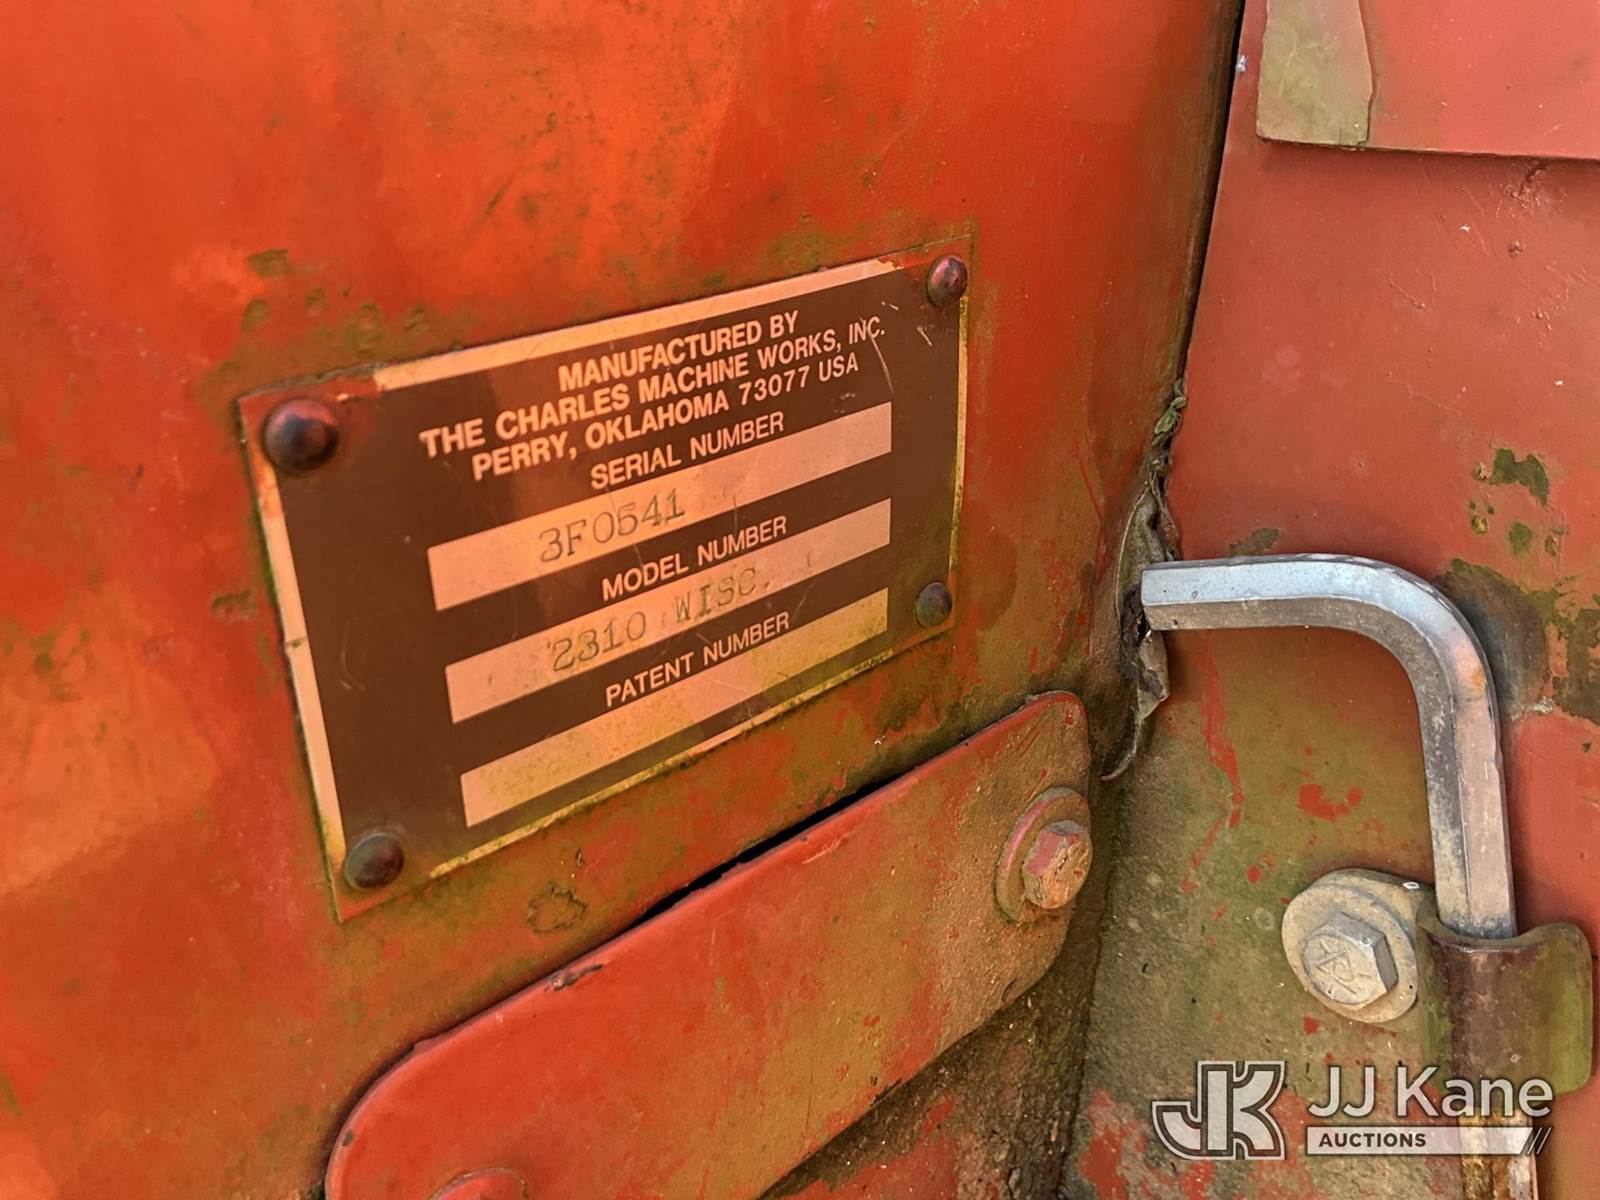 MANUFACTURED BY
THE CHARLES MACHINE WORKS, INC.
PERRY, OKLAHOMA 73077 USA
SERIAL NUMBER
3F0541
MODEL NUMBER
2310 WISC.
PATENT NUMBER
JK JJ Kane
AUCTIONS